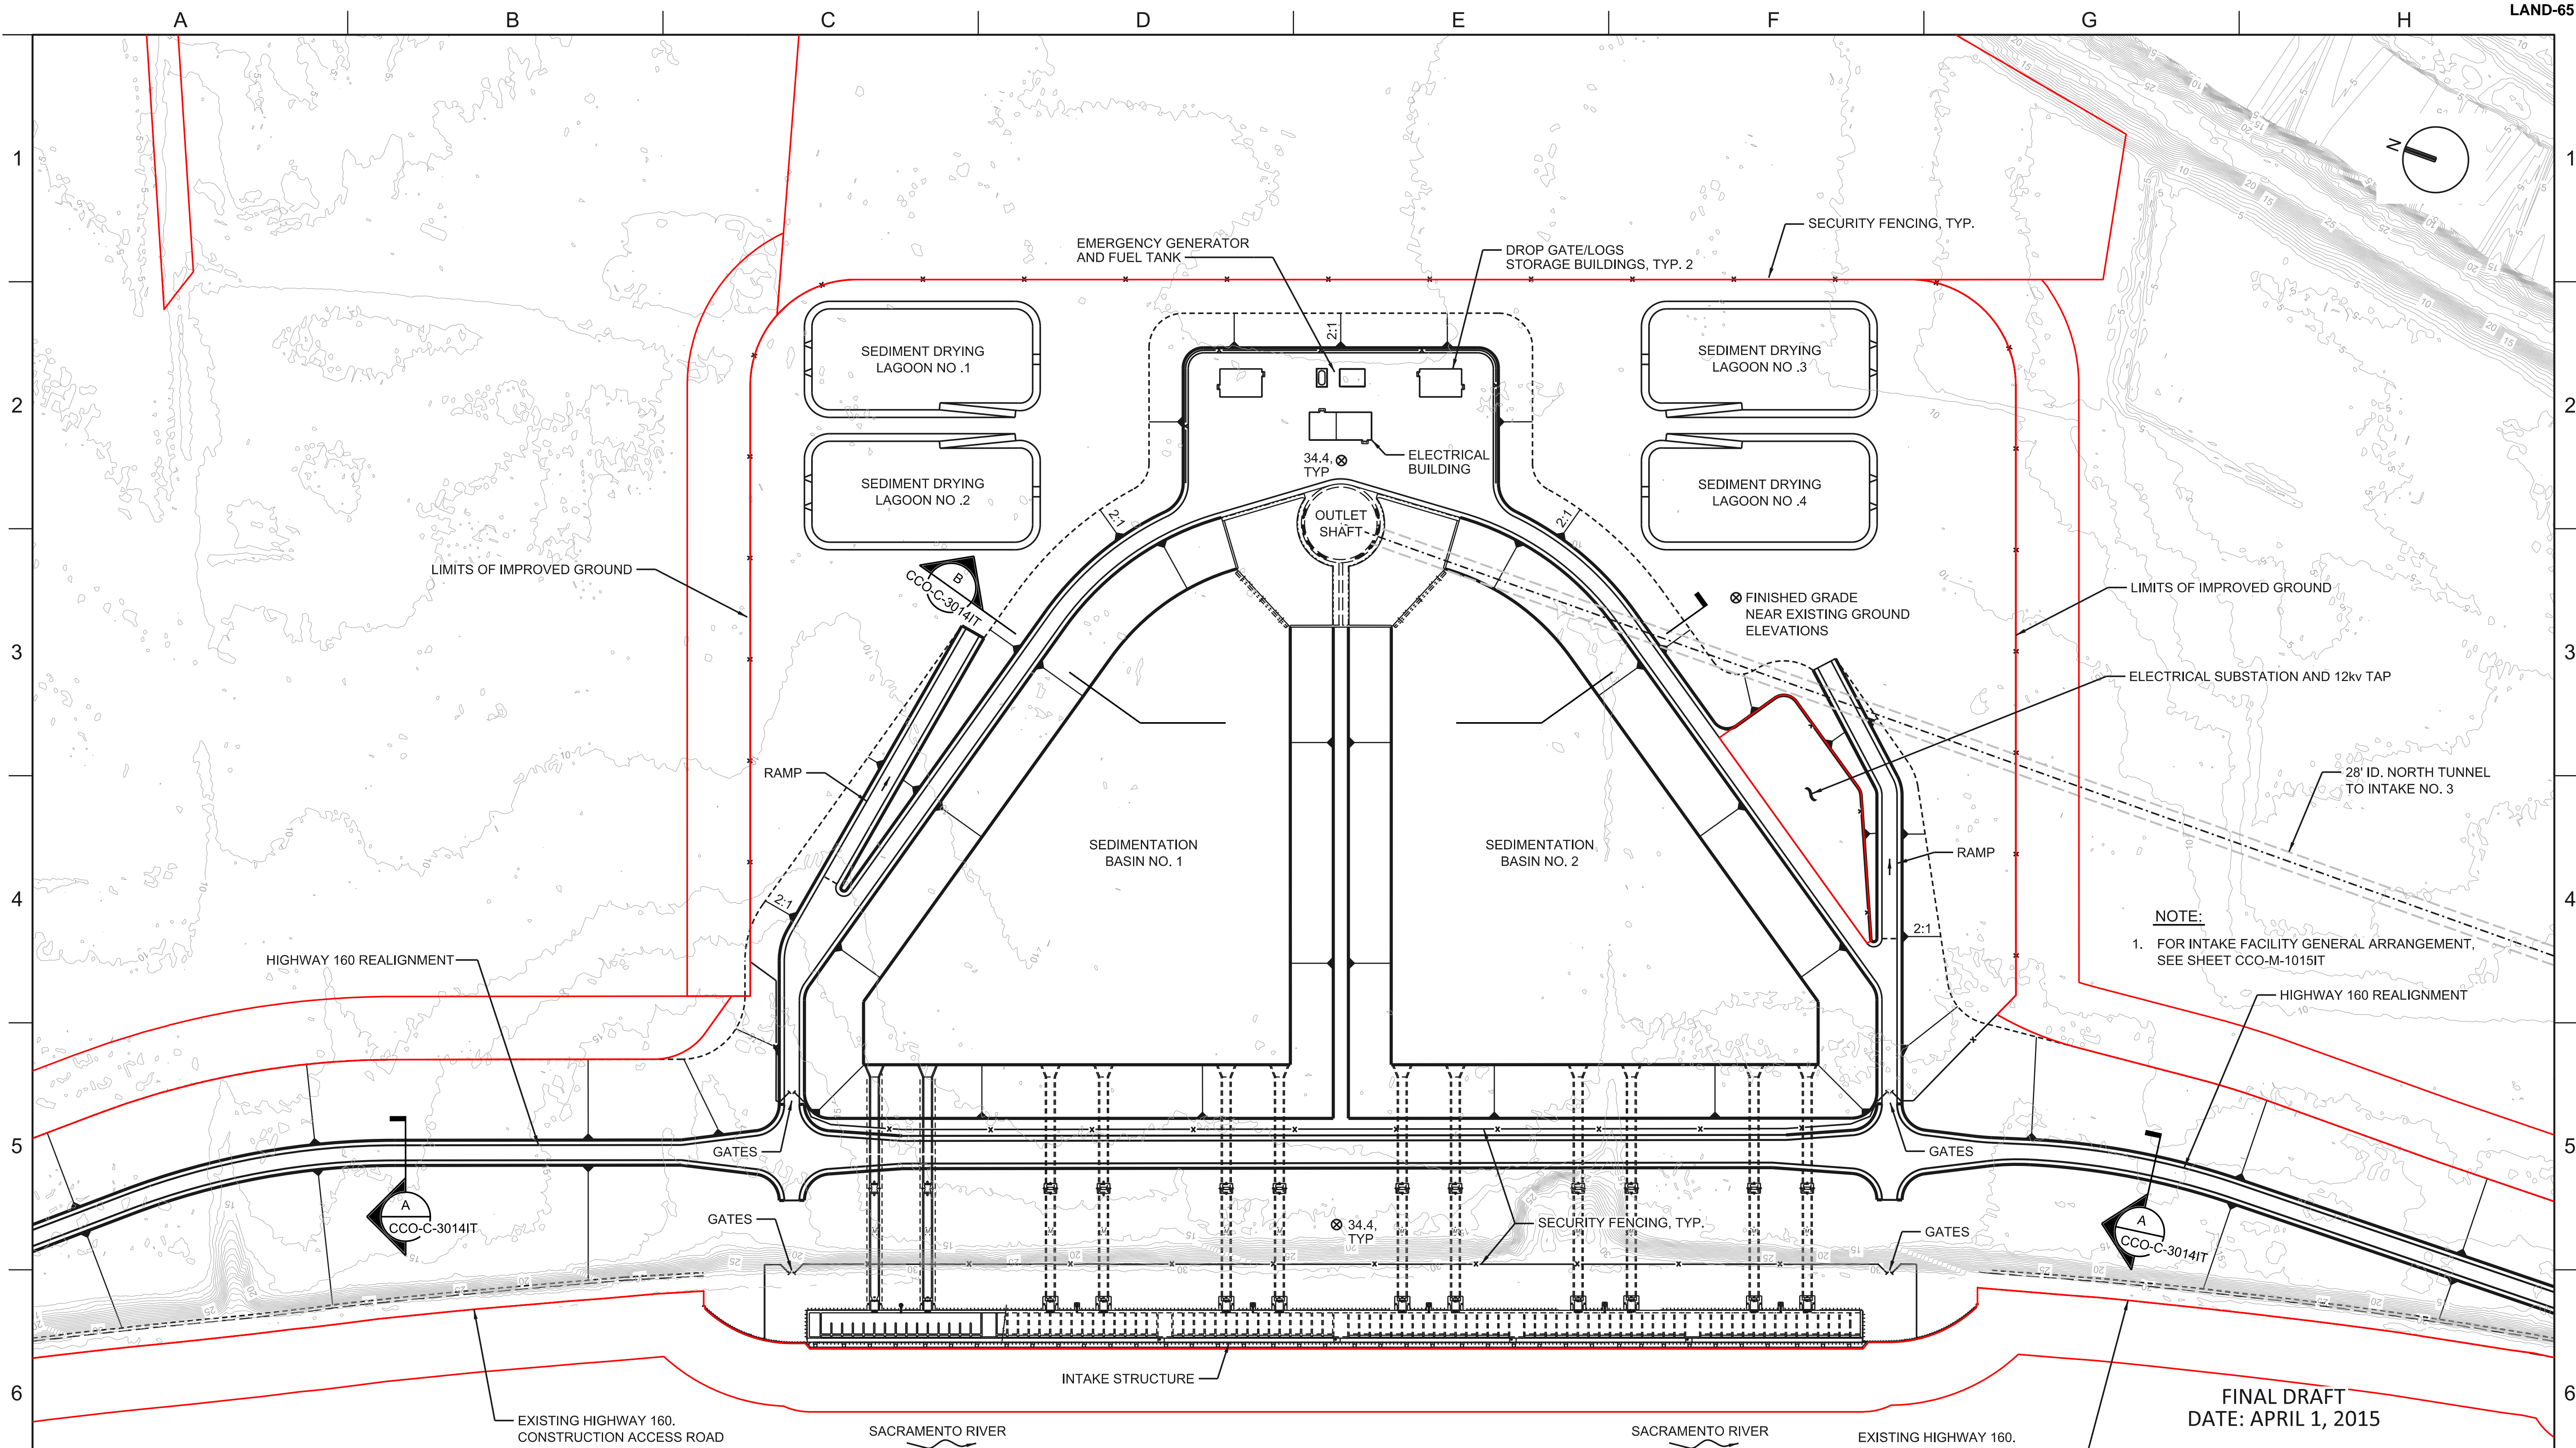 LAND-65
A
B
C
D
E
F
G
H
1
1
N
SECURITY FENCING, TYP.
EMERGENCY GENERATOR
AND FUEL TANK
DROP GATE/LOGS
STORAGE BUILDINGS, TYP. 2
2:1
SEDIMENT DRYING
LAGOON NO .1
SEDIMENT DRYING
LAGOON NO .3
2
2
SEDIMENT DRYING
LAGOON NO .2
34.4,
TYP
ELECTRICAL
BUILDING
SEDIMENT DRYING
LAGOON NO .4
2:1
OUTLET
SHAFT
2:1
LIMITS OF IMPROVED GROUND
B
CCO-C-3014IT
FINISHED GRADE
NEAR EXISTING GROUND
ELEVATIONS
LIMITS OF IMPROVED GROUND
3
3
ELECTRICAL SUBSTATION AND 12kv TAP
RAMP
28' ID. NORTH TUNNEL
TO INTAKE NO. 3
SEDIMENTATION
BASIN NO. 1
SEDIMENTATION
BASIN NO. 2
RAMP
4
4
2:1
2:1
NOTE:
1. FOR INTAKE FACILITY GENERAL ARRANGEMENT,
SEE SHEET CCO-M-1015IT
HIGHWAY 160 REALIGNMENT
HIGHWAY 160 REALIGNMENT
5
5
GATES
GATES
A
CCO-C-3014IT
GATES
34.4,
TYP
SECURITY FENCING, TYP.
GATES
A
CCO-C-3014IT
INTAKE STRUCTURE
6
6
FINAL DRAFT
DATE: APRIL 1, 2015
EXISTING HIGHWAY 160.
CONSTRUCTION ACCESS ROAD
SACRAMENTO RIVER
SACRAMENTO RIVER
EXISTING HIGHWAY 160.